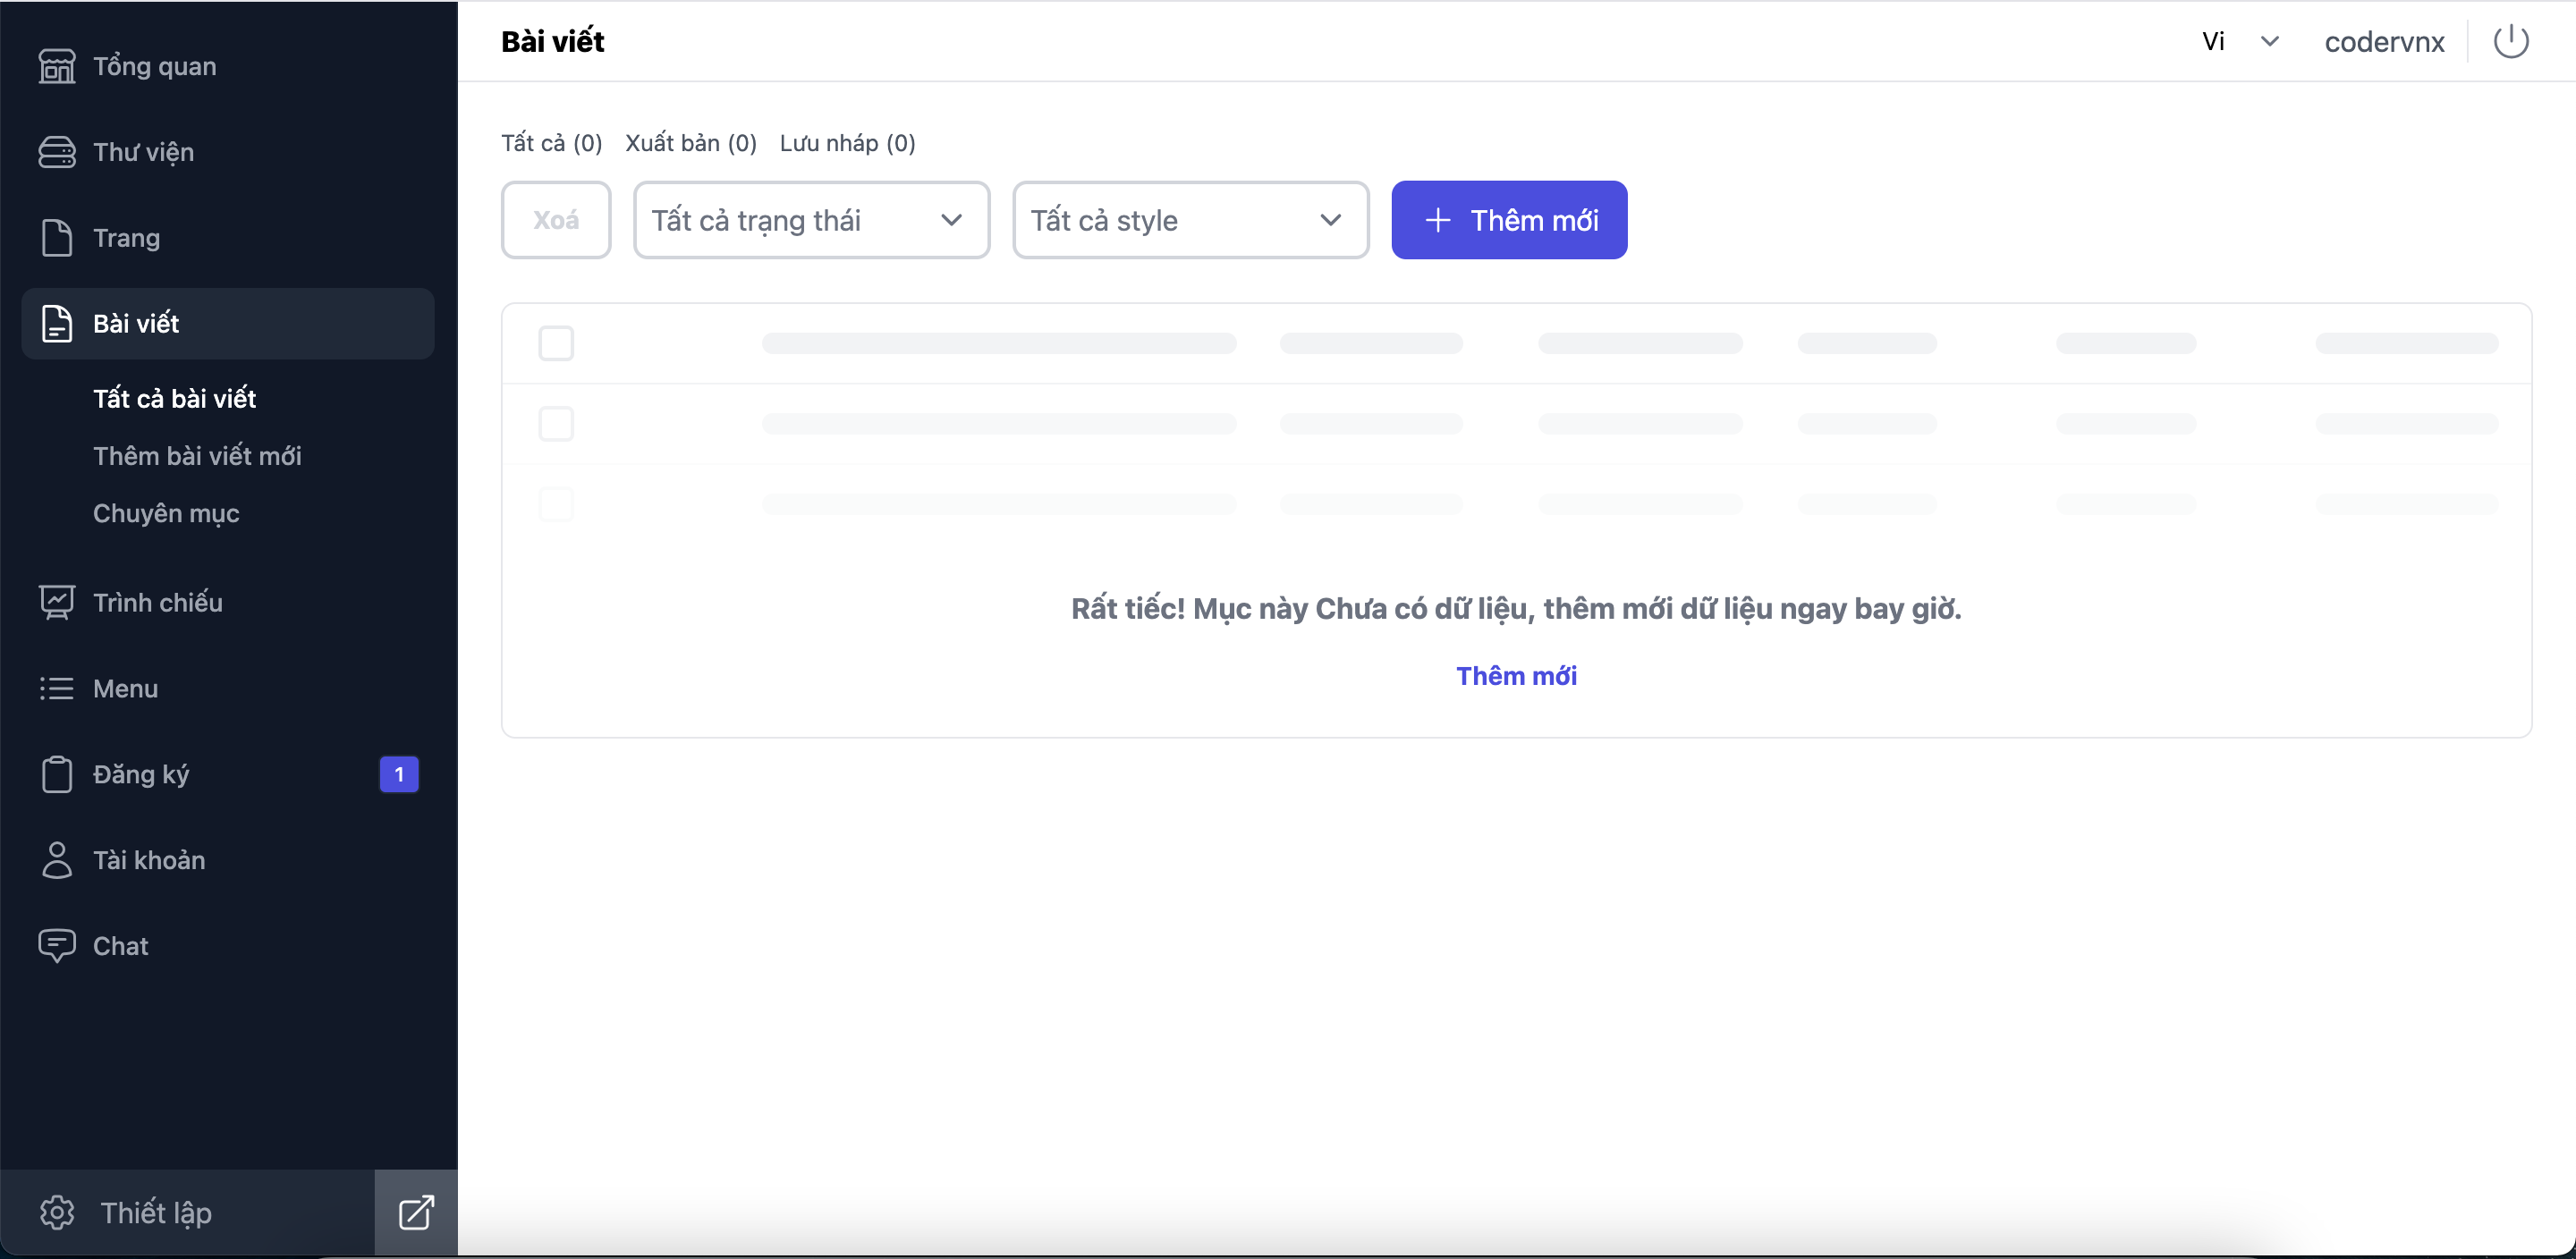 Tổng quan
Thư viện
Trang
Bài viết
Tất cả bài viết
Thêm bài viết mới
Chuyên mục
Trình chiếu
Menu
Đăng ký 1
Tài khoản
Chat
Thiết lập
Bài viết
Vi codervnx
Tất cả (0) Xuất bản (0) Lưu nháp (0)
Xoá Tất cả trạng thái Tất cả style Thêm mới
Rất tiếc! Mục này Chưa có dữ liệu, thêm mới dữ liệu ngay bay giờ.
Thêm mới